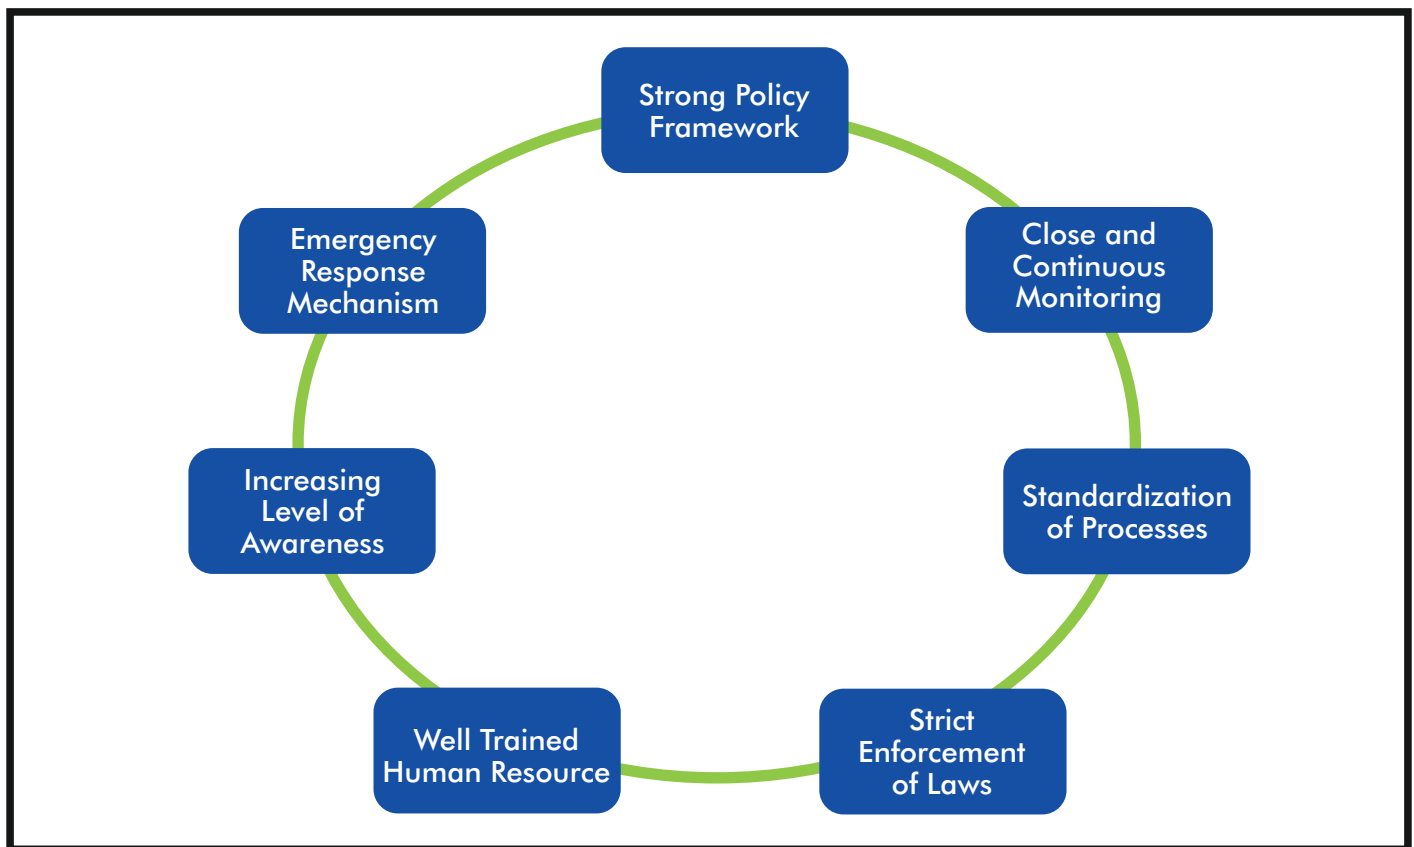 Strong Policy
Framework
Close and
Continuous
Monitoring
Standardization
of Processes
Strict
Enforcement
of Laws
Well Trained
Human Resource
Increasing
Level of
Awareness
Emergency
Response
Mechanism